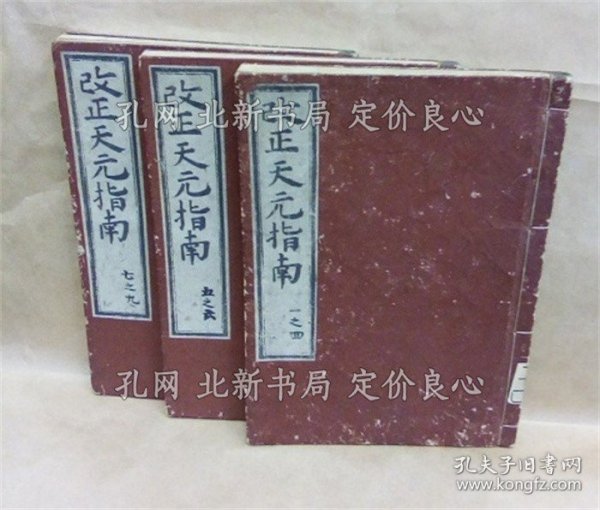 改正天元指南
七之九
改正天元指南
五之六
改正天元指南
一之四
孔网 北新书局 定价良心
孔网 北新书局 定价良心
孔夫子旧书网
www.kongfz.com